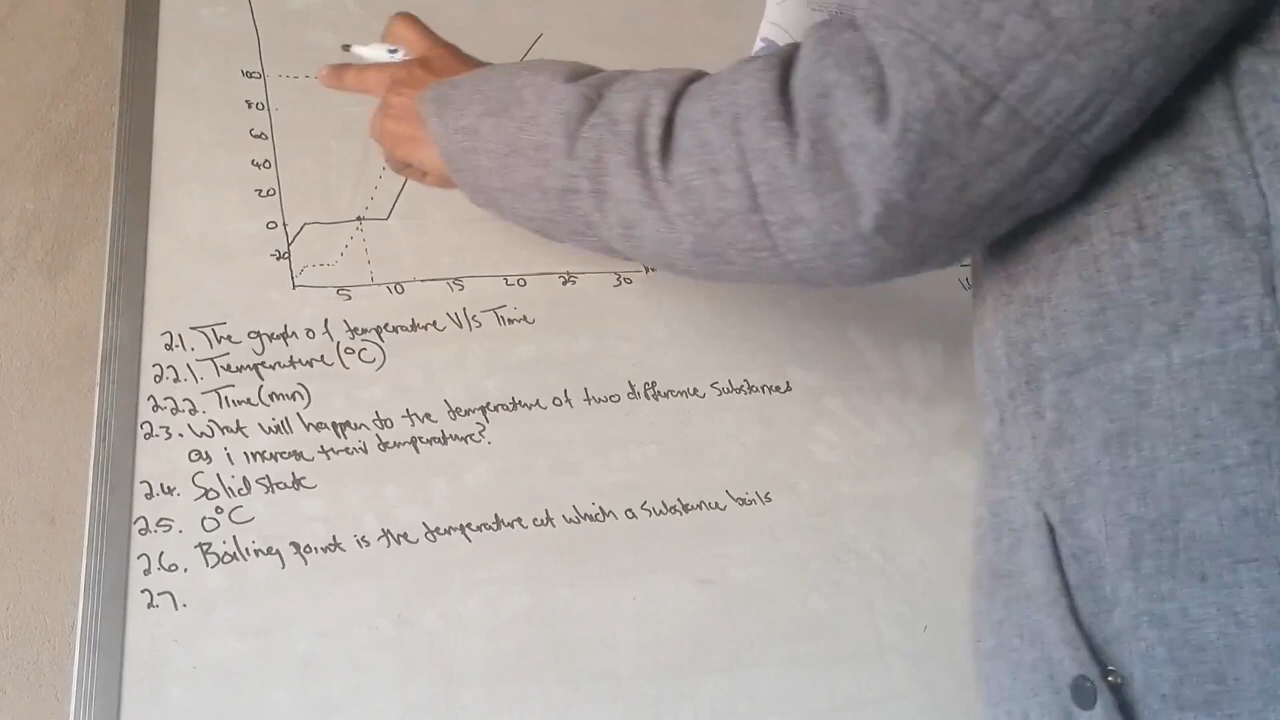 100
80
60
40
20
0
-20
5 10 15 20 25 30
2.1. The graph of temperature V/s Time
2.2.1. Temperature (°C)
2.2.2. Time (min)
2.3. What will happen to the temperature of two difference substances
as i increase their temperature?
2.4. Solid state
2.5. 0°C
2.6. Boiling point is the temperature at which a substance boils
2.7.